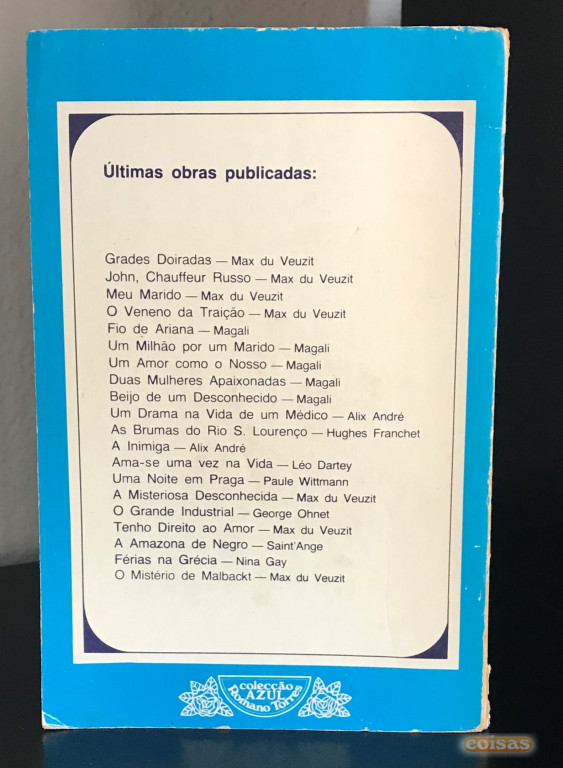 Últimas obras publicadas:
Grades Doiradas — Max du Veuzit
John, Chauffeur Russo — Max du Veuzit
Meu Marido — Max du Veuzit
O Veneno da Traição — Max du Veuzit
Fio de Ariana — Magali
Um Milhão por um Marido — Magali
Um Amor como o Nosso — Magali
Duas Mulheres Apaixonadas — Magali
Beijo de um Desconhecido — Magali
Um Drama na Vida de um Médico — Alix André
As Brumas do Rio S. Lourenço — Hughes Franchet
A Inimiga — Alix André
Ama-se uma vez na Vida — Léo Dartey
Uma Noite em Praga — Paule Wittmann
A Misteriosa Desconhecida — Max du Veuzit
O Grande Industrial — George Ohnet
Tenho Direito ao Amor — Max du Veuzit
A Amazona de Negro — Saint'Ange
Férias na Grécia — Nina Gay
O Mistério de Malbackt — Max du Veuzit
colecção
AZUL
Romano Torres
coisas